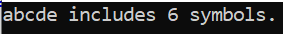 abcde includes 6 symbols.